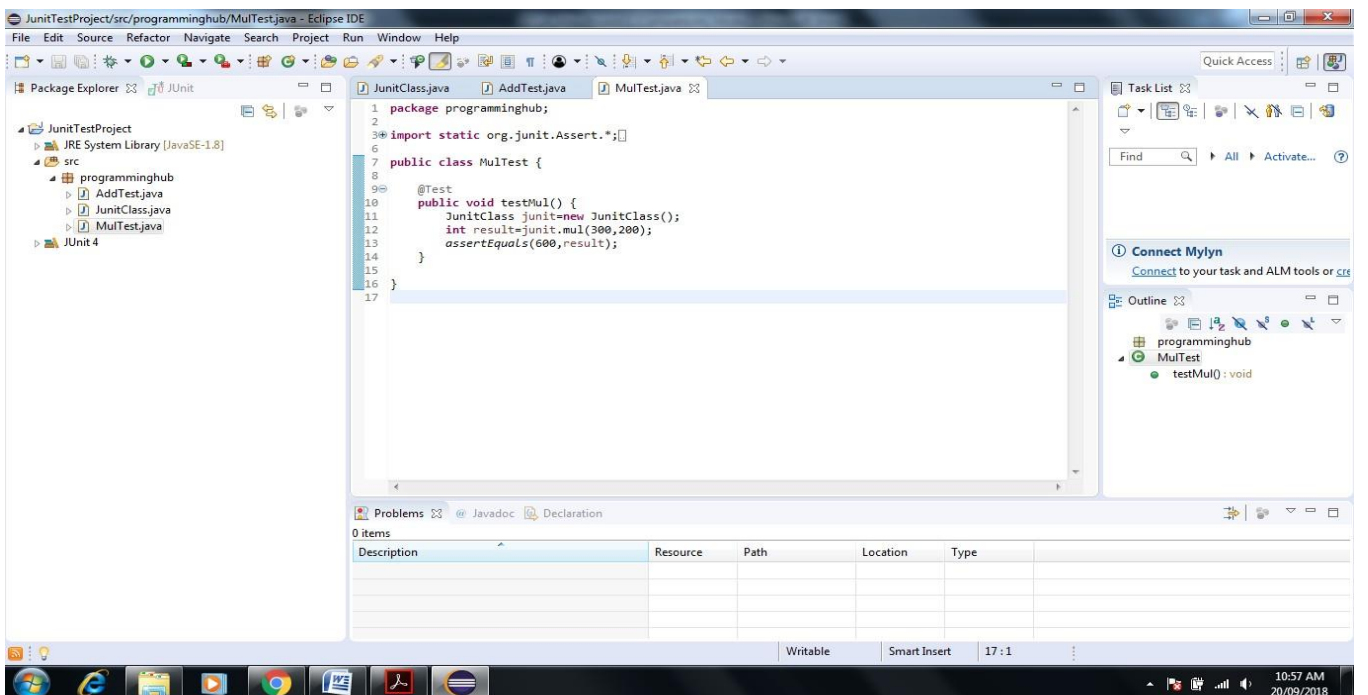 JunitTestProject/src/programminghub/MulTest.java - Eclipse IDE
File Edit Source Refactor Navigate Search Project Run Window Help
Quick Access
Package Explorer JUnit
JunitTestProject
JRE System Library [JavaSE-1.8]
src
programminghub
AddTest.java
JunitClass.java
MulTest.java
JUnit 4
JunitClass.java AddTest.java MulTest.java
1 package programminghub;
2
3 import static org.junit.Assert.*;
6
7 public class MulTest {
8
9 @Test
10 public void testMul() {
11 JunitClass junit=new JunitClass();
12 int result=junit.mul(300,200);
13 assertEquals(600,result);
14 }
15
16 }
17
Task List
Find All Activate...
Connect Mylyn
Connect to your task and ALM tools or cre
Outline
programminghub
MulTest
testMul() : void
Problems @ Javadoc Declaration
0 items
Description Resource Path Location Type
Writable Smart Insert 17 : 1
10:57 AM
20/09/2018